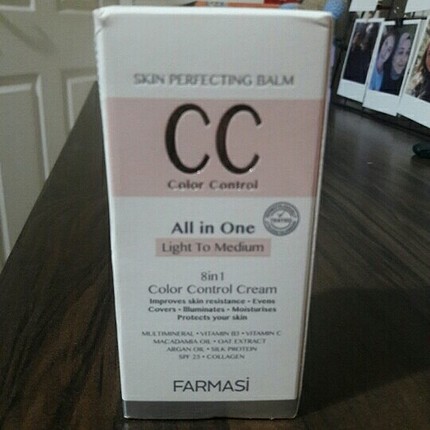 SKIN PERFECTING BALM
CC
Color Control
All in One
TESTED
Light To Medium
8in1
Color Control Cream
Improves skin resistance • Evens
Covers • Illuminates • Moisturises
Protects your skin
MULTIMINERAL • VITAMIN B3 • VITAMIN C
MACADAMIA OIL • OAT EXTRACT
ARGAN OIL • SILK PROTEIN
SPF 25 • COLLAGEN
FARMASi